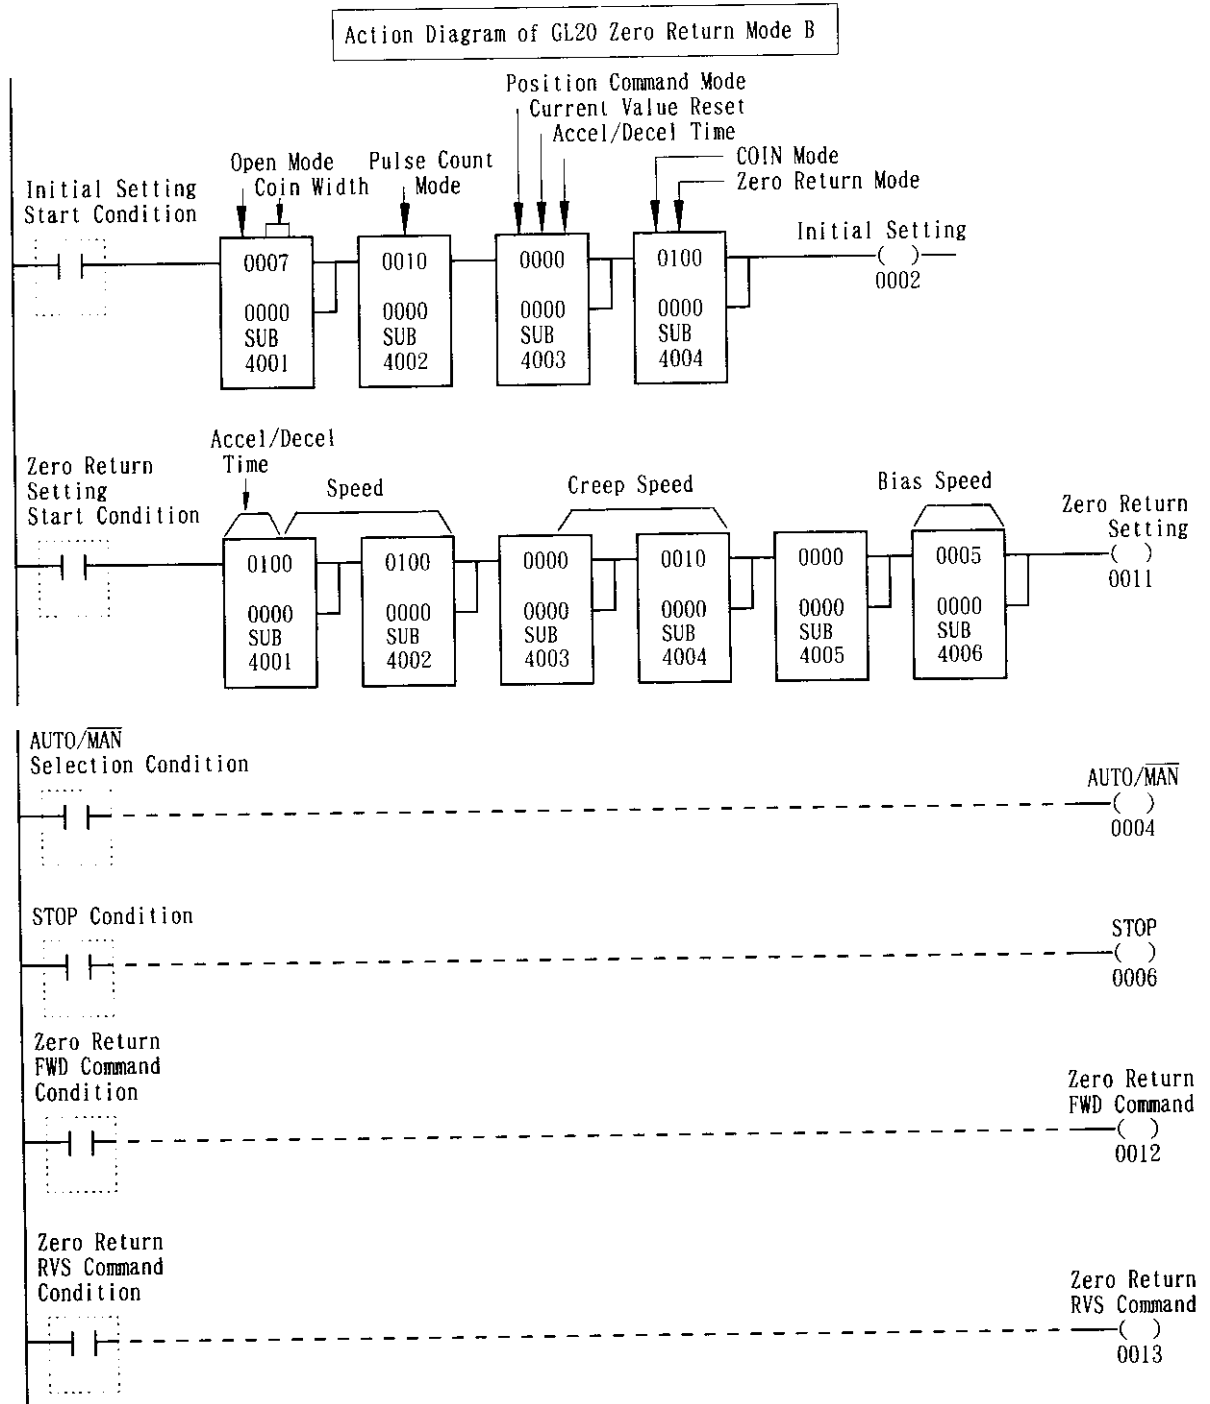 Action Diagram of GL20 Zero Return Mode B
Position Command Mode
Current Value Reset
Accel/Decel Time
COIN Mode
Zero Return Mode
Open Mode
Coin Width
Pulse Count
Mode
Initial Setting
Start Condition
Initial Setting
0007 0010 0000 0100 ( )
0002
0000 0000 0000 0000
SUB SUB SUB SUB
4001 4002 4003 4004
Accel/Decel
Time
Zero Return
Setting
Start Condition
Speed
Creep Speed
Bias Speed
Zero Return
Setting
0100 0100 0000 0010 0000 0005 ( )
0011
0000 0000 0000 0000 0000 0000
SUB SUB SUB SUB SUB SUB
4001 4002 4003 4004 4005 4006
AUTO/M̅A̅N̅
Selection Condition
AUTO/M̅A̅N̅
( )
0004
STOP Condition
STOP
( )
0006
Zero Return
FWD Command
Condition
Zero Return
FWD Command
( )
0012
Zero Return
RVS Command
Condition
Zero Return
RVS Command
( )
0013